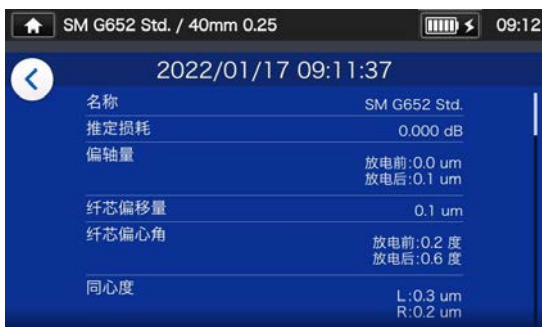 SM G652 Std. / 40mm 0.25 09:12
2022/01/17 09:11:37
名称 SM G652 Std.
推定损耗 0.000 dB
偏轴量 放电前:0.0 um
放电后:0.1 um
纤芯偏移量 0.1 um
纤芯偏心角 放电前:0.2 度
放电后:0.6 度
同心度 L:0.3 um
R:0.2 um